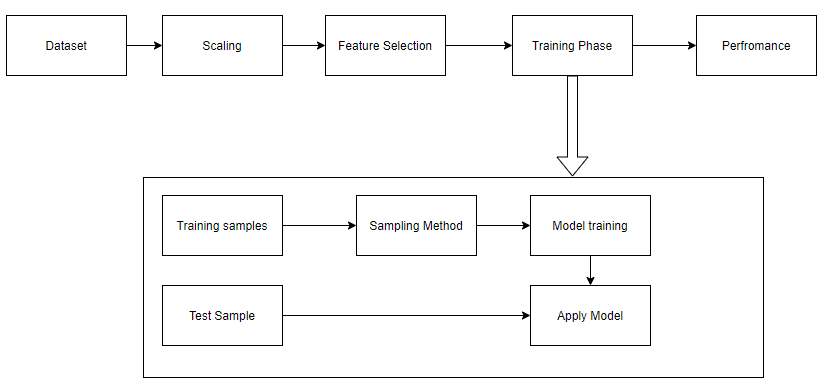 Dataset
Scaling
Feature Selection
Training Phase
Perfromance
Training samples
Sampling Method
Model training
Test Sample
Apply Model